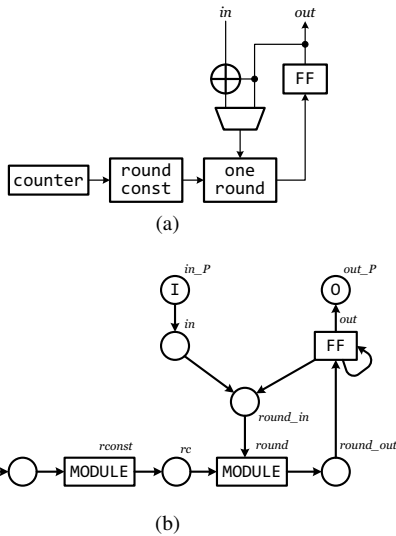 in out
FF
counter round const one round
(a)
in_P out_P
I O
in out
FF
round_in
rconst rc round round_out
MODULE MODULE
(b)